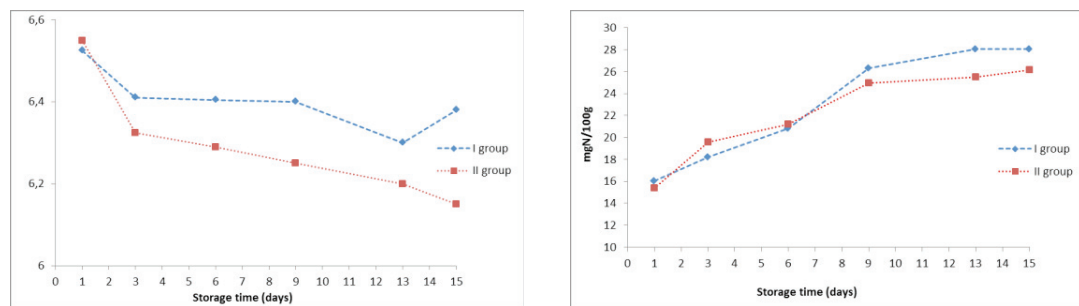 6,6
6,4
6,2
6
0 1 2 3 4 5 6 7 8 9 10 11 12 13 14 15
Storage time (days)
I group
II group
mgN/100g
30
28
26
24
22
20
18
16
14
12
10
0 1 2 3 4 5 6 7 8 9 10 11 12 13 14 15
Storage time (days)
I group
II group